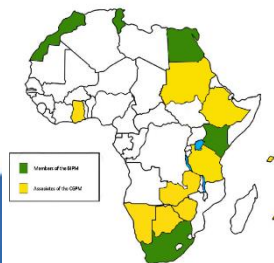 Members of the BIPM
Associates of the CGPM